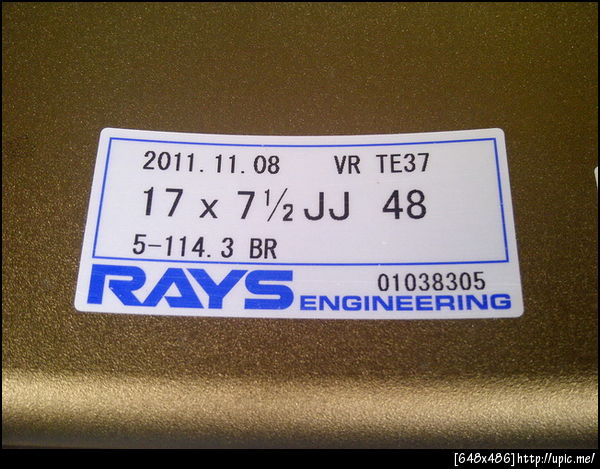 2011.11.08 VR TE37
17 x 7½JJ 48
5-114.3 BR
RAYS ENGINEERING 01038305
[648x486]http://upic.me/